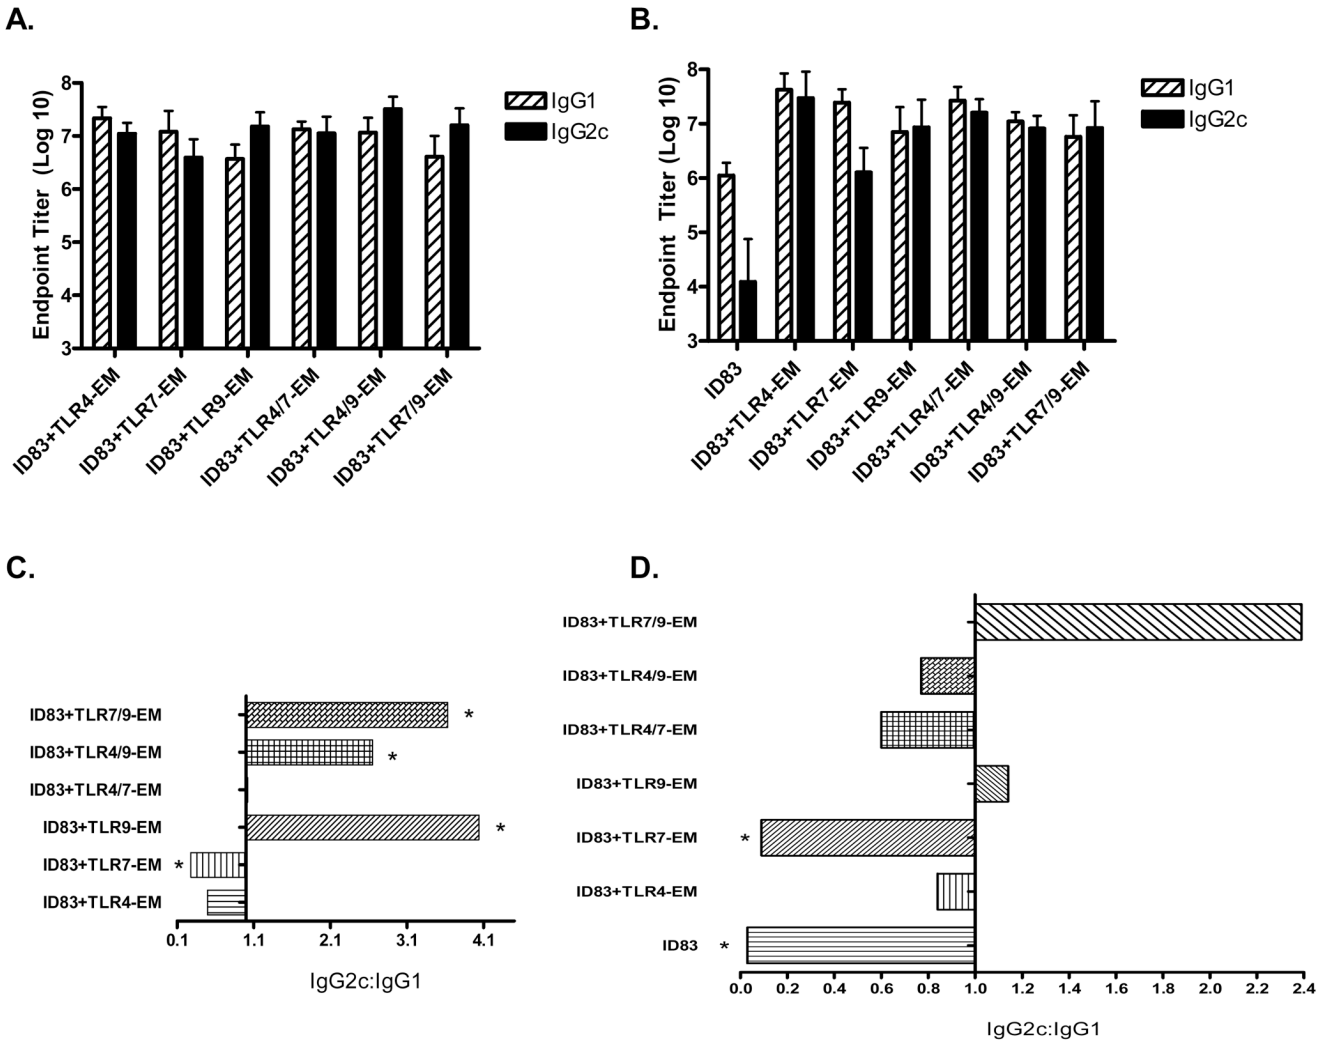 A.
Endpoint Titer (Log 10)
8
7
6
5
4
3
IgG1
IgG2c
ID83+TLR4-EM
ID83+TLR7-EM
ID83+TLR9-EM
ID83+TLR4/7-EM
ID83+TLR4/9-EM
ID83+TLR7/9-EM
B.
Endpoint Titer (Log 10)
8
7
6
5
4
3
IgG1
IgG2c
ID83
ID83+TLR4-EM
ID83+TLR7-EM
ID83+TLR9-EM
ID83+TLR4/7-EM
ID83+TLR4/9-EM
ID83+TLR7/9-EM
C.
ID83+TLR7/9-EM *
ID83+TLR4/9-EM *
ID83+TLR4/7-EM
ID83+TLR9-EM *
ID83+TLR7-EM *
ID83+TLR4-EM
0.1 1.1 2.1 3.1 4.1
IgG2c:IgG1
D.
ID83+TLR7/9-EM
ID83+TLR4/9-EM
ID83+TLR4/7-EM
ID83+TLR9-EM
ID83+TLR7-EM *
ID83+TLR4-EM
ID83 *
0.0 0.2 0.4 0.6 0.8 1.0 1.2 1.4 1.6 1.8 2.0 2.2 2.4
IgG2c:IgG1